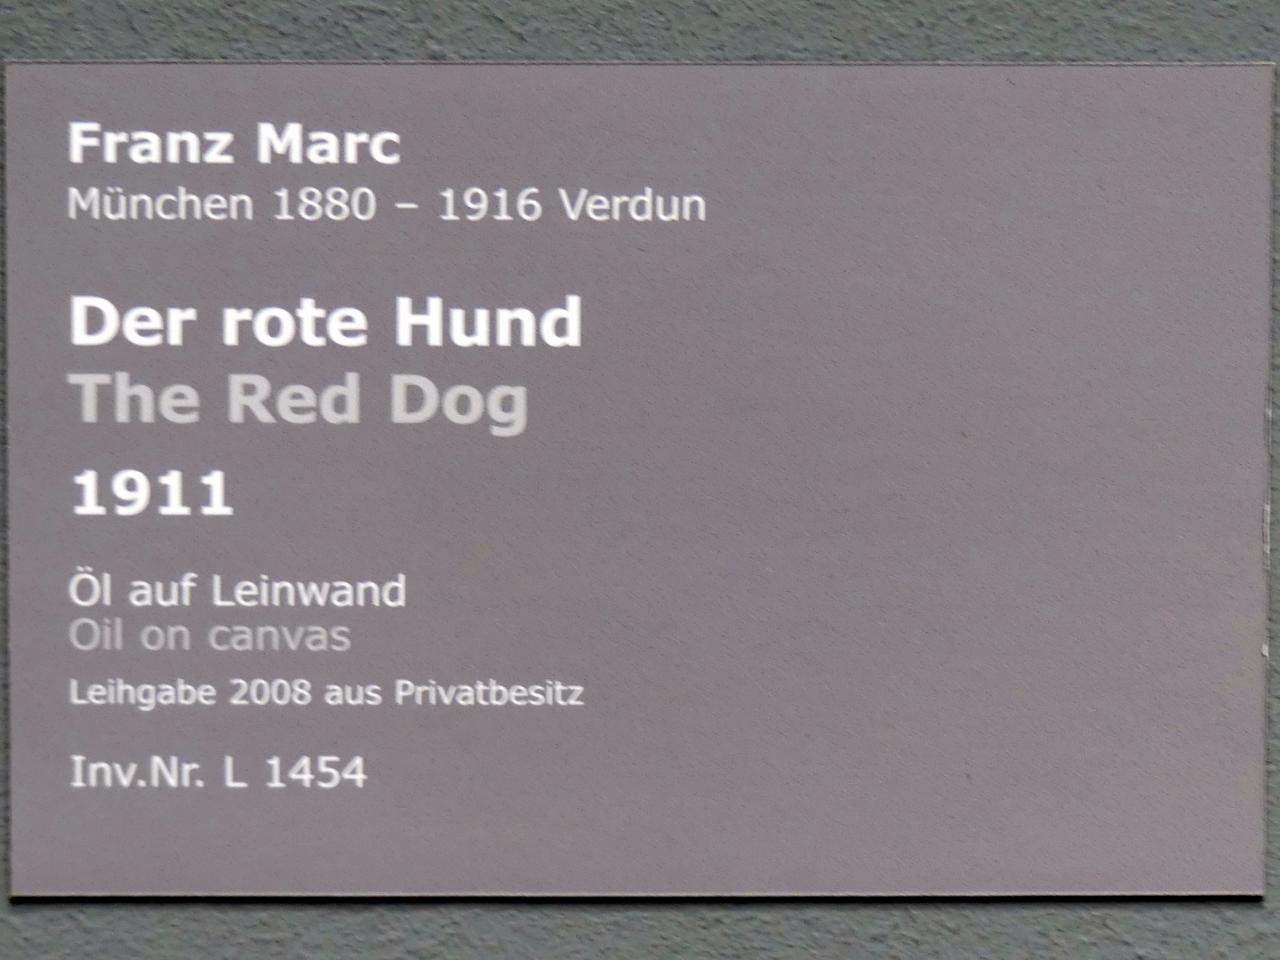 Franz Marc
München 1880 – 1916 Verdun
Der rote Hund
The Red Dog
1911
Öl auf Leinwand
Oil on canvas
Leihgabe 2008 aus Privatbesitz
Inv.Nr. L 1454